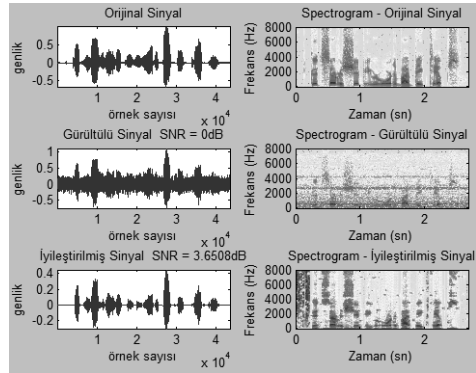 Orijinal Sinyal
genlik
1
0.5
0
-0.5
1 2 3 4
örnek sayısı
x 10^4
Spectrogram - Orijinal Sinyal
Frekans (Hz)
8000
6000
4000
2000
0
0 1 2
Zaman (sn)
Gürültülü Sinyal SNR = 0dB
genlik
1
0.5
0
-0.5
1 2 3 4
örnek sayısı
x 10^4
Spectrogram - Gürültülü Sinyal
Frekans (Hz)
8000
6000
4000
2000
0
0 1 2
Zaman (sn)
İyileştirilmiş Sinyal SNR = 3.6508dB
genlik
0.4
0.2
0
-0.2
1 2 3 4
örnek sayısı
x 10^4
Spectrogram - İyileştirilmiş Sinyal
Frekans (Hz)
8000
6000
4000
2000
0
0 1 2
Zaman (sn)